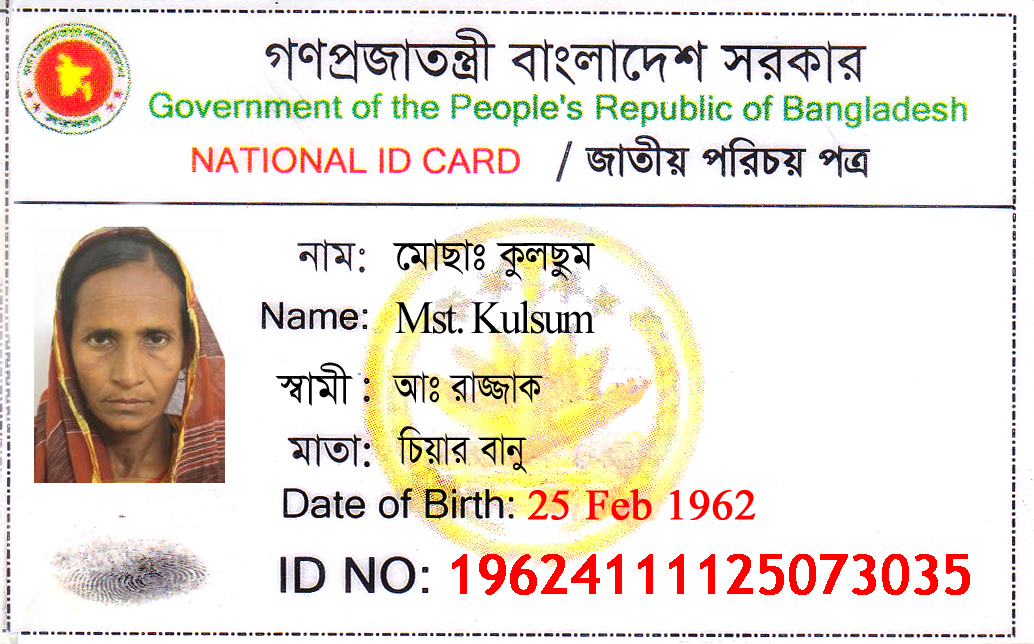 গণপ্রজাতন্ত্রী বাংলাদেশ সরকার
Government of the People's Republic of Bangladesh
NATIONAL ID CARD / জাতীয় পরিচয় পত্র
নাম: মোছাঃ কুলছুম
Name: Mst. Kulsum
স্বামী : আঃ রাজ্জাক
মাতা: চিয়ার বানু
Date of Birth: 25 Feb 1962
ID NO: 19624111125073035